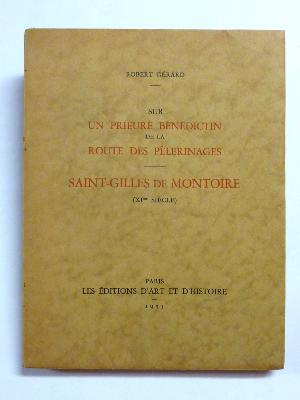 ROBERT GÉRARD
SUR
UN PRIEURÉ BÉNÉDICTIN
DE LA
ROUTE DES PÈLERINAGES
SAINT-GILLES DE MONTOIRE
(XIme SIÈCLE)
PARIS
LES ÉDITIONS D'ART ET D'HISTOIRE